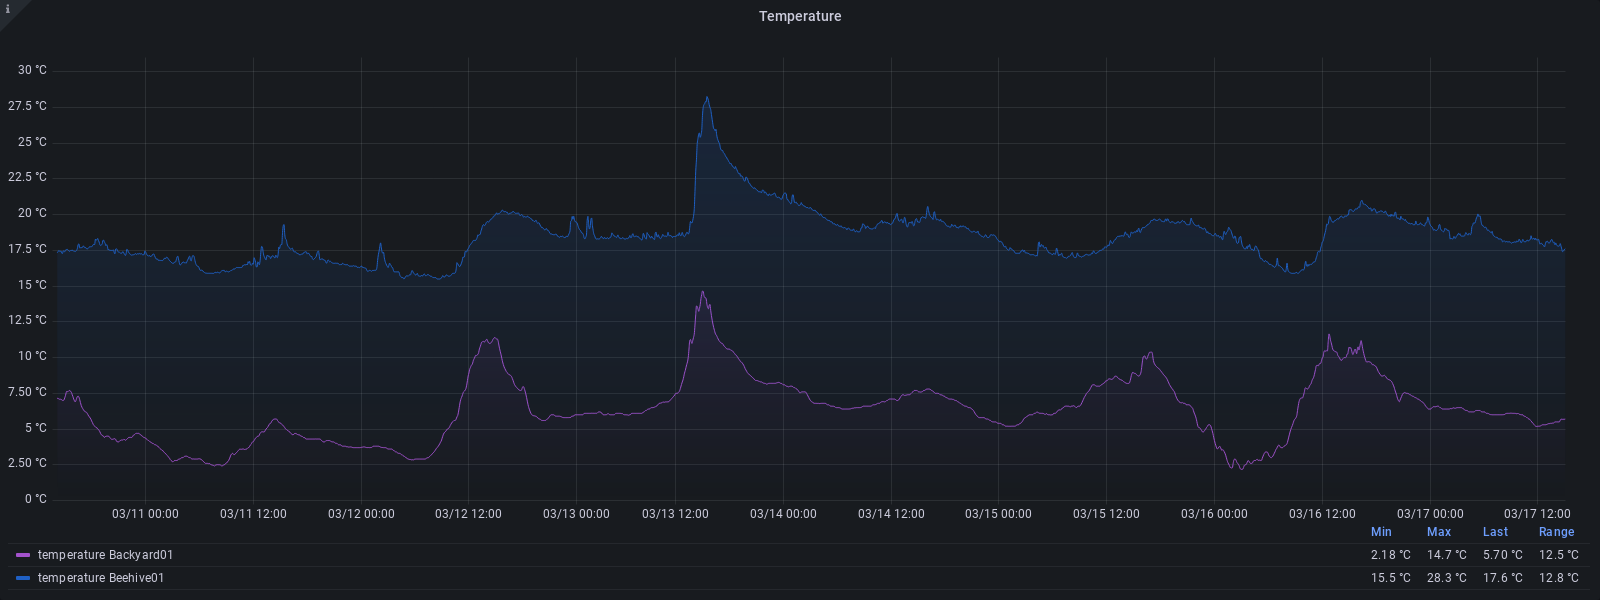 i
Temperature
30 °C
27.5 °C
25 °C
22.5 °C
20 °C
17.5 °C
15 °C
12.5 °C
10 °C
7.50 °C
5 °C
2.50 °C
0 °C
03/11 00:00 03/11 12:00 03/12 00:00 03/12 12:00 03/13 00:00 03/13 12:00 03/14 00:00 03/14 12:00 03/15 00:00 03/15 12:00 03/16 00:00 03/16 12:00 03/17 00:00 03/17 12:00
Min Max Last Range
temperature Backyard01 2.18 °C 14.7 °C 5.70 °C 12.5 °C
temperature Beehive01 15.5 °C 28.3 °C 17.6 °C 12.8 °C